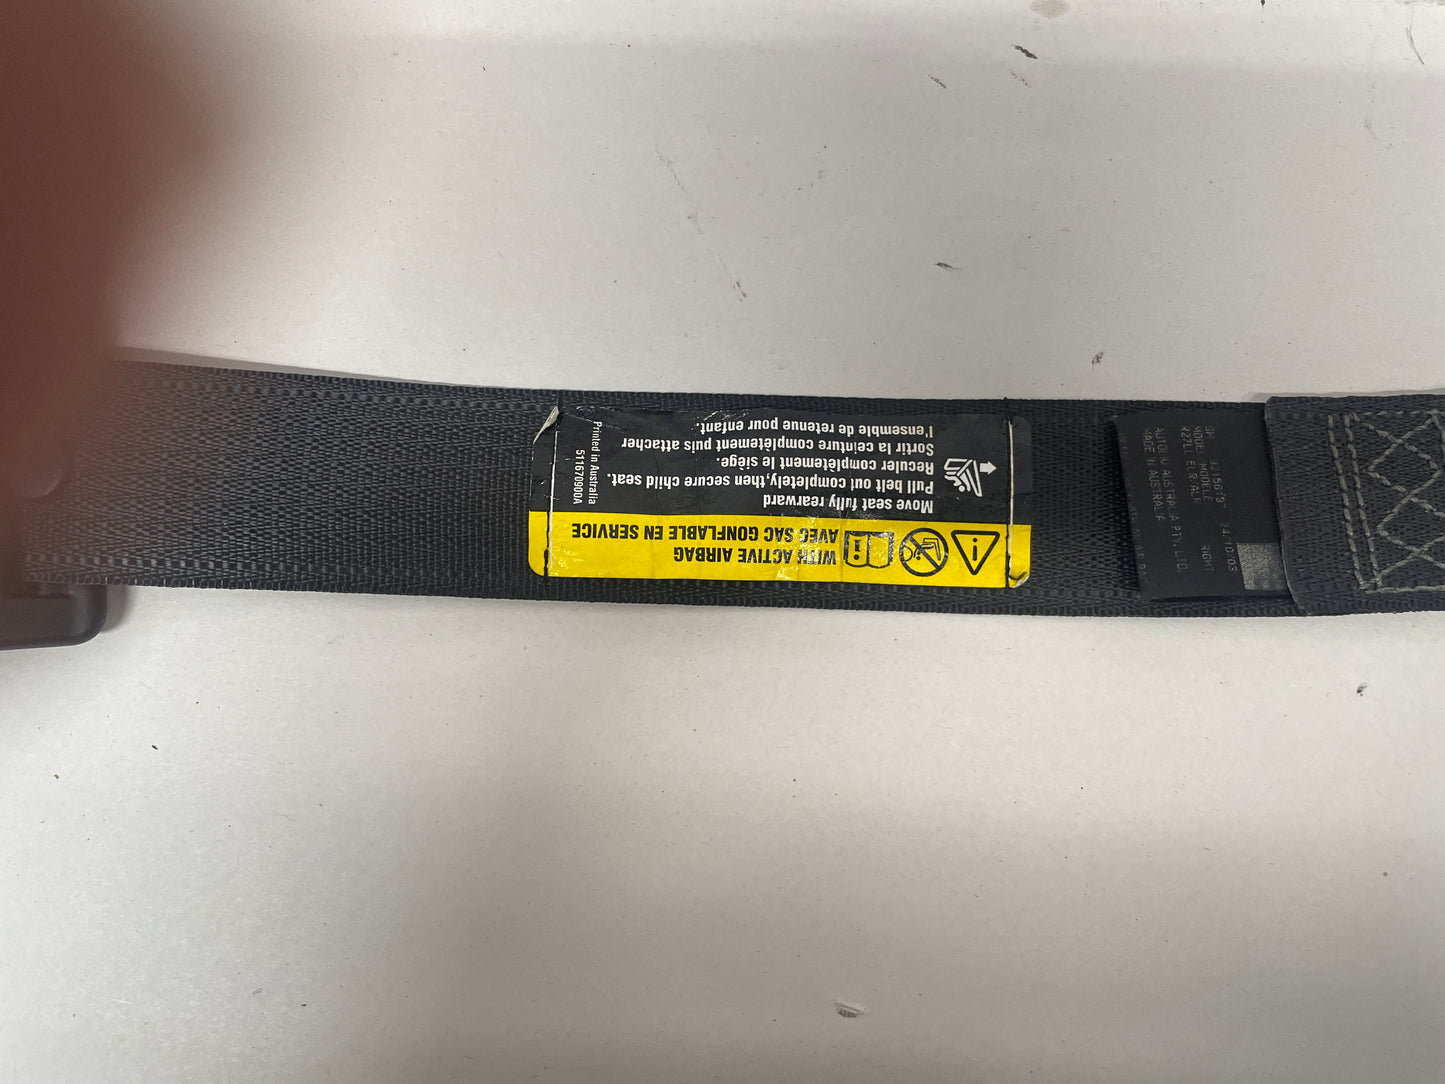 WITH ACTIVE AIRBAG
AVEC SAC GONFLABLE EN SERVICE
Move seat fully rearward
Pull belt oui completely,then secure child seat.
Reculer complètement le siège.
Sortir la ceinture complètement puis attacher
l'ensemble de retenue pour enfant.
Printed in Australia
511670900A
GM
MODEL MODELE RIGHT
AUTOLIV AUSTRALIA PTY. LTD.
MADE IN AUSTRALIA